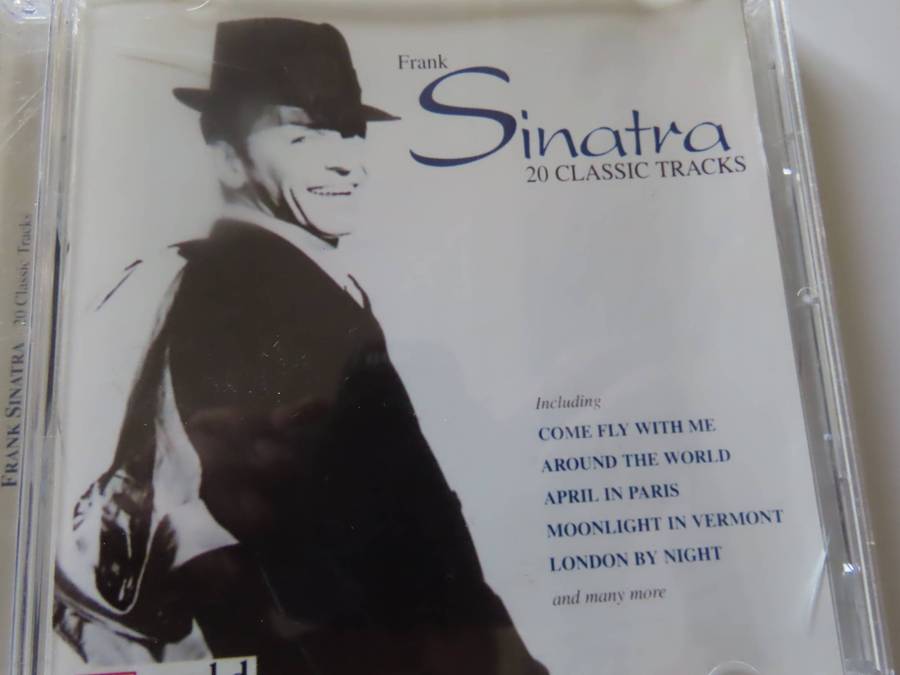 Frank
Sinatra
20 CLASSIC TRACKS
Including
COME FLY WITH ME
AROUND THE WORLD
APRIL IN PARIS
MOONLIGHT IN VERMONT
LONDON BY NIGHT
and many more
FRANK SINATRA 20 Classic Tracks